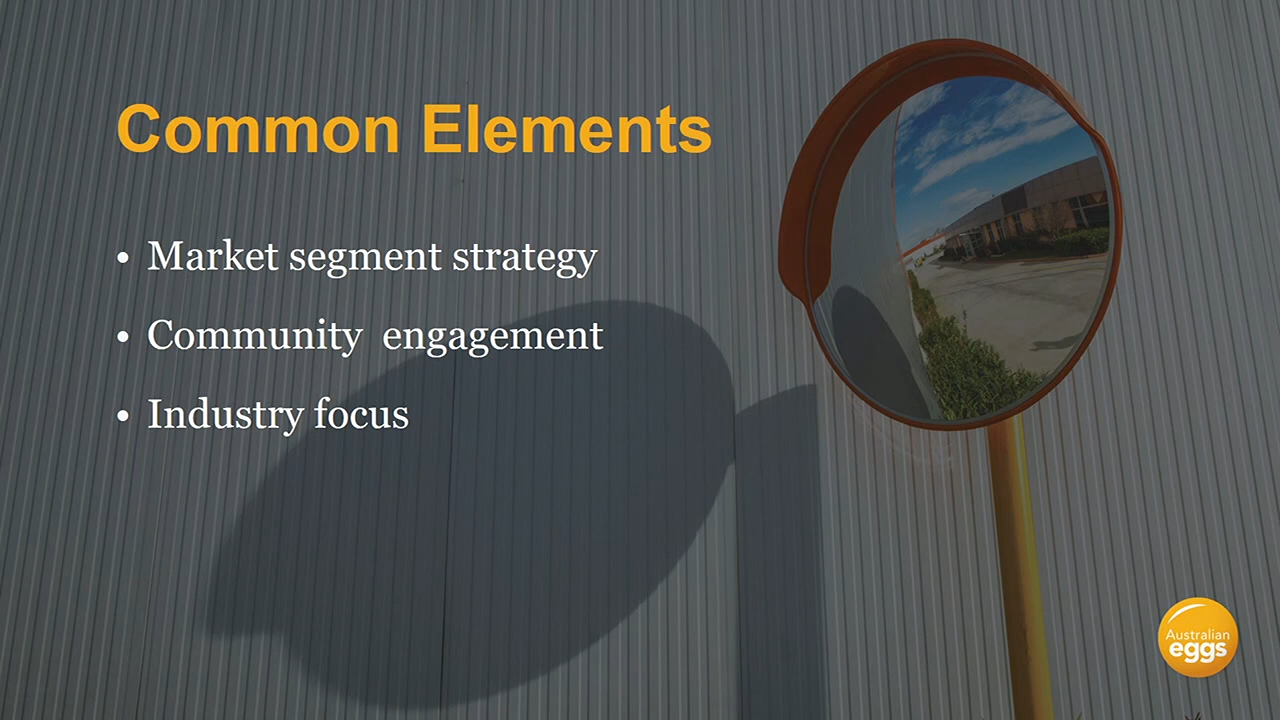 Common Elements
• Market segment strategy
• Community  engagement
• Industry focus
Australian
eggs